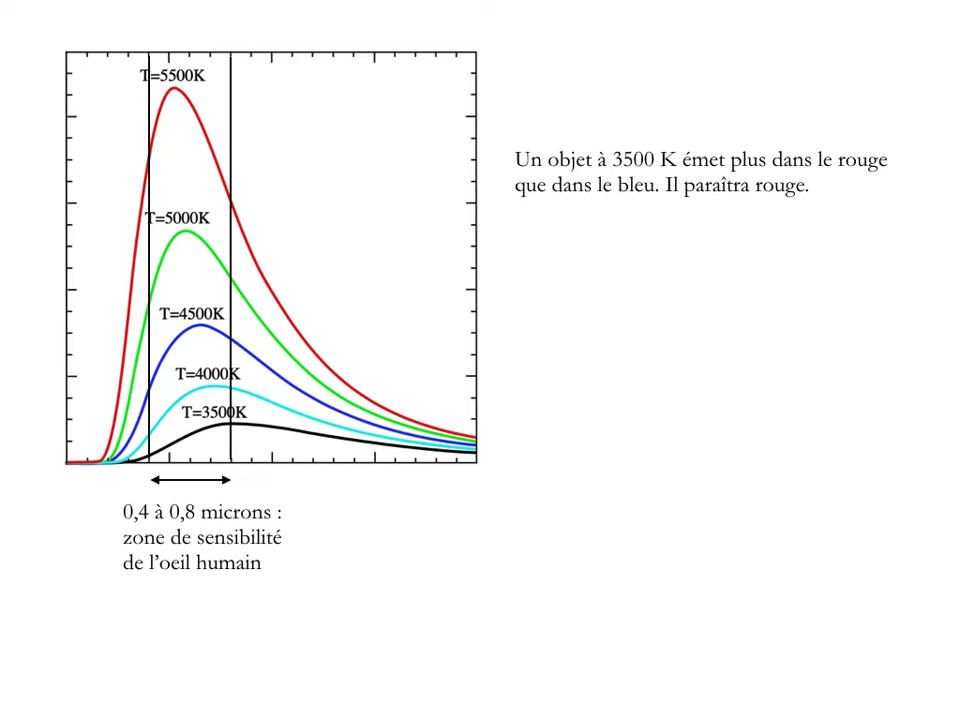 T=5500K
Un objet à 3500 K émet plus dans le rouge
que dans le bleu. Il paraîtra rouge.
T=5000K
T=4500K
T=4000K
T=3500K
0,4 à 0,8 microns :
zone de sensibilité
de l’oeil humain